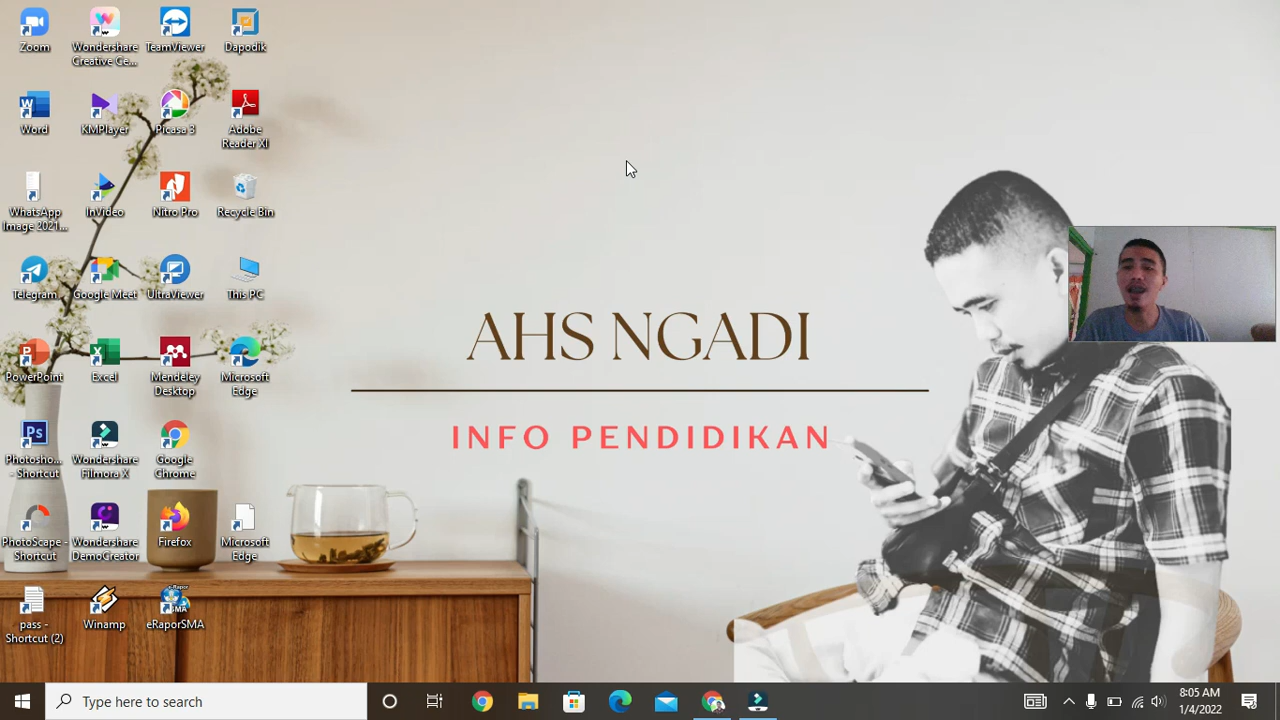 Zoom
Wondershare
Creative Ce...
TeamViewer
Dapodik
Word
KMPlayer
Picasa 3
Adobe
Reader XI
WhatsApp
Image 2021...
InVideo
Nitro Pro
Recycle Bin
Telegram
Google Meet
UltraViewer
This PC
PowerPoint
Excel
Mendeley
Desktop
Microsoft
Edge
Photosho...
- Shortcut
Wondershare
Filmora X
Google
Chrome
PhotoScape -
Shortcut
Wondershare
DemoCreator
Firefox
Microsoft
Edge
pass -
Shortcut (2)
Winamp
eRaporSMA
AHS NGADI
INFO PENDIDIKAN
Type here to search
8:05 AM
1/4/2022